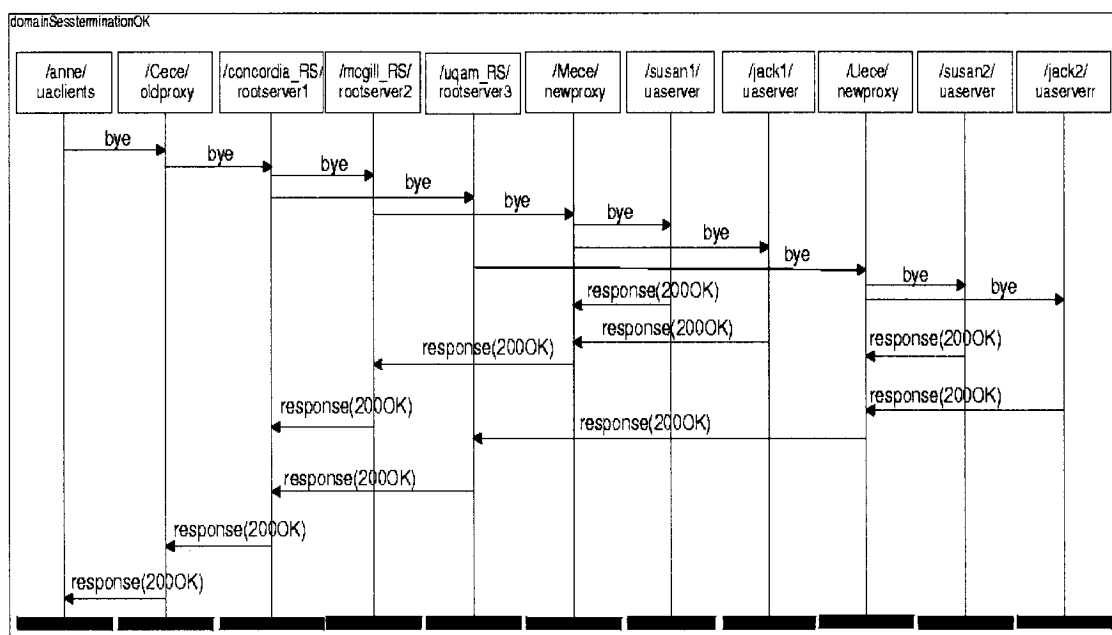 domainSessterminationOK
/anne/
uaclients
/Cece/
oldproxy
/concordia_RS/
rootserver1
/mcgill_RS/
rootserver2
/uqam_RS/
rootserver3
/Mece/
newproxy
/susan1/
uaserver
/jack1/
uaserver
/Uece/
newproxy
/susan2/
uaserver
/jack2/
uaserverr
bye
bye
bye
bye
bye
bye
bye
bye
bye
bye
response(200OK)
response(200OK)
response(200OK)
response(200OK)
response(200OK)
response(200OK)
response(200OK)
response(200OK)
response(200OK)
response(200OK)